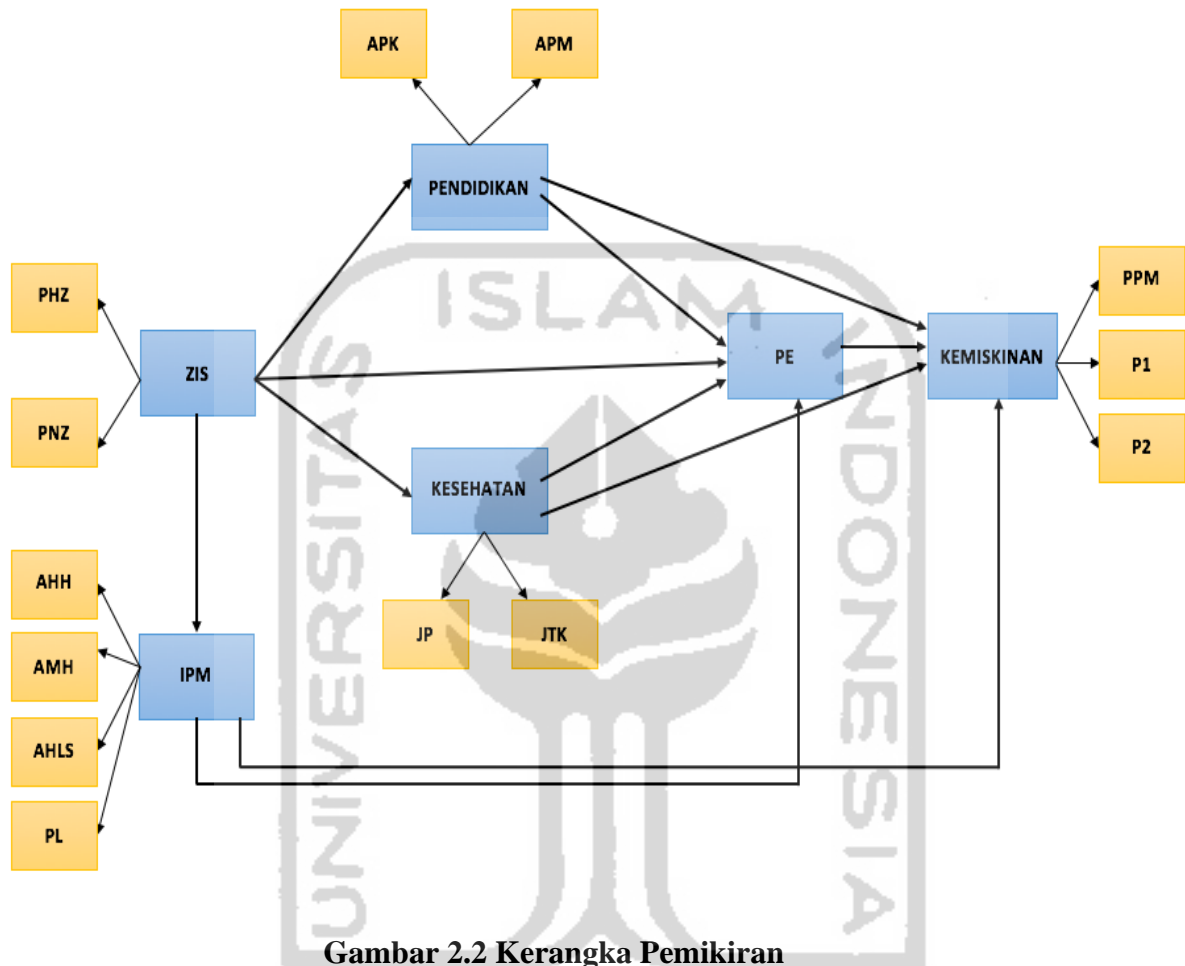 APK
APM
PENDIDIKAN
ISLAM
PHZ
PPM
ZIS
PE
KEMISKINAN
P1
PNZ
P2
KESEHATAN
UNIVERSITAS
INDONESIA
AHH
JP
JTK
AMH
IPM
AHLS
PL
Gambar 2.2 Kerangka Pemikiran